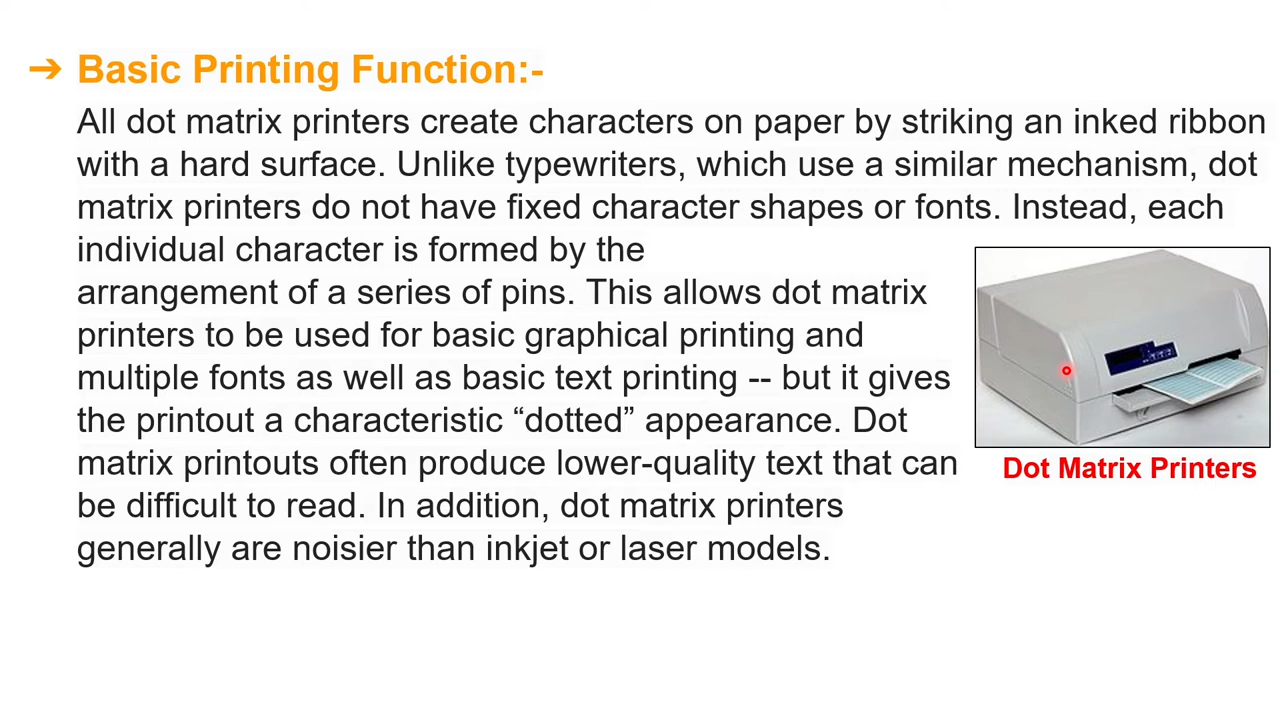 ➔ Basic Printing Function:-
All dot matrix printers create characters on paper by striking an inked ribbon
with a hard surface. Unlike typewriters, which use a similar mechanism, dot
matrix printers do not have fixed character shapes or fonts. Instead, each
individual character is formed by the
arrangement of a series of pins. This allows dot matrix
printers to be used for basic graphical printing and
multiple fonts as well as basic text printing -- but it gives
the printout a characteristic “dotted” appearance. Dot
matrix printouts often produce lower-quality text that can
be difficult to read. In addition, dot matrix printers
generally are noisier than inkjet or laser models.
Dot Matrix Printers